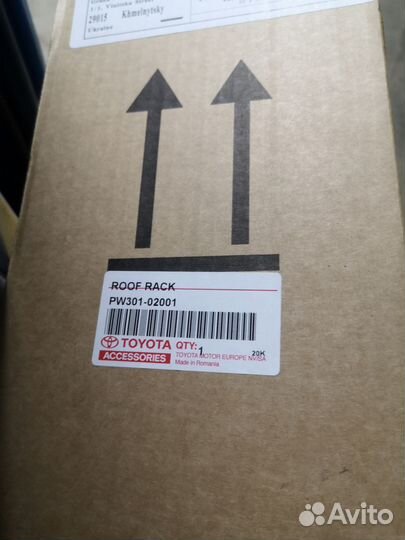 29015 Khmelnytsky
Ukraine
ROOF RACK
PW301-02001
TOYOTA QTY: 1 20K
ACCESSORIES TOYOTA MOTOR EUROPE NV/SA
Made in Romania
Avito